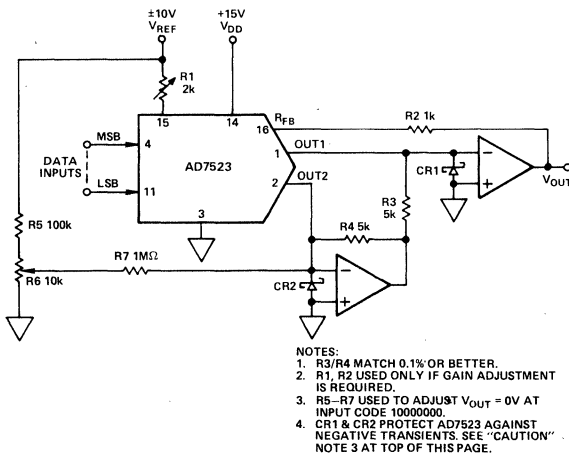 ±10V
VREF
+15V
VDD
R1
2k
15
14
RFB
16
R2 1k
MSB
4
OUT1
1
DATA
INPUTS
AD7523
OUT2
2
CR1
VOUT
LSB
11
R3
5k
3
R4 5k
R5 100k
R7 1MΩ
R6 10k
CR2
NOTES:
1. R3/R4 MATCH 0.1% OR BETTER.
2. R1, R2 USED ONLY IF GAIN ADJUSTMENT
IS REQUIRED.
3. R5–R7 USED TO ADJUST VOUT = 0V AT
INPUT CODE 10000000.
4. CR1 & CR2 PROTECT AD7523 AGAINST
NEGATIVE TRANSIENTS. SEE "CAUTION"
NOTE 3 AT TOP OF THIS PAGE.